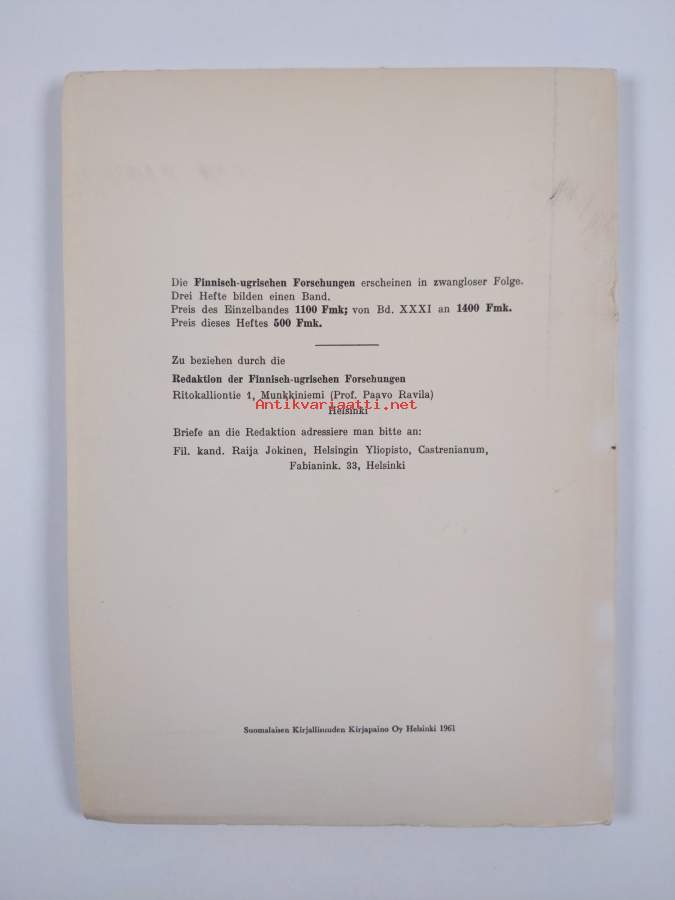 Die Finnisch-ugrischen Forschungen erscheinen in zwangloser Folge.
Drei Hefte bilden einen Band.
Preis des Einzelbandes 1100 Fmk; von Bd. XXXI an 1400 Fmk.
Preis dieses Heftes 500 Fmk.
Zu beziehen durch die
Redaktion der Finnisch-ugrischen Forschungen
Ritokalliontie 1, Munkkiniemi (Prof. Paavo Ravila)
Antikvariaatti.net
Helsinki
Briefe an die Redaktion adressiere man bitte an:
Fil. kand. Raija Jokinen, Helsingin Yliopisto, Castrenianum,
Fabianink. 33, Helsinki
Suomalaisen Kirjallisuuden Kirjapaino Oy Helsinki 1961